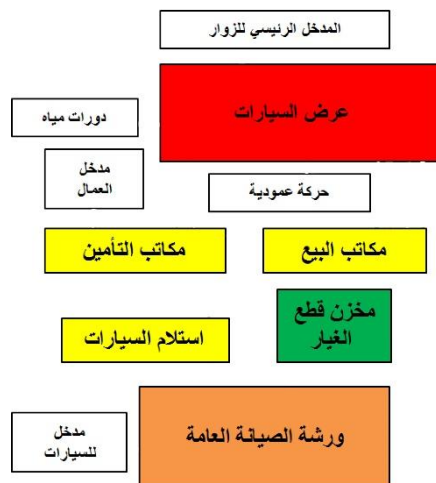 المدخل الرئيسي للزوار
عرض السيارات
دورات مياه
مدخل
العمال
حركة عمودية
مكاتب البيع
مكاتب التأمين
مخزن قطع
الغيار
استلام السيارات
ورشة الصيانة العامة
مدخل
للسيارات